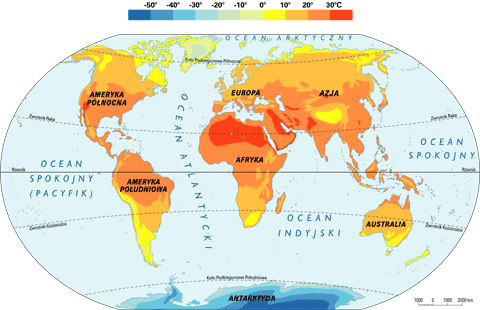 -50° -40° -30° -20° -10° 0° 10° 20° 30°C
OCEAN ARKTYCZNY
Koło Podbiegunowe Północne
AMERYKA
PÓŁNOCNA
EUROPA
AZJA
Zwrotnik Raka
Zwrotnik Raka
OCEAN ATLANTYCKI
OCEAN
SPOKOJNY
(PACYFIK)
OCEAN
SPOKOJNY
AFRYKA
Równik
Równik
AMERYKA
POŁUDNIOWA
OCEAN
INDYJSKI
AUSTRALIA
Zwrotnik Koziorożca
Zwrotnik Koziorożca
Koło Podbiegunowe Południowe
ANTARKTYDA
1000 0 1000 2000 km